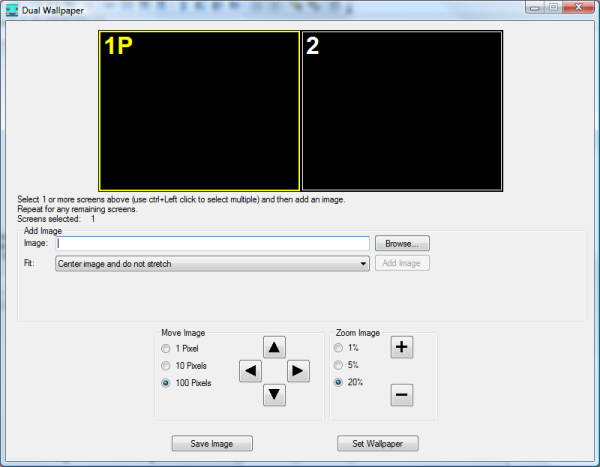 Dual Wallpaper
1P 2
Select 1 or more screens above (use ctrl+Left click to select multiple) and then add an image.
Repeat for any remaining screens.
Screens selected: 1
Add Image
Image: Browse...
Fit: Center image and do not stretch Add Image
Move Image Zoom Image
1 Pixel 1%
10 Pixels 5%
100 Pixels 20%
Save Image Set Wallpaper